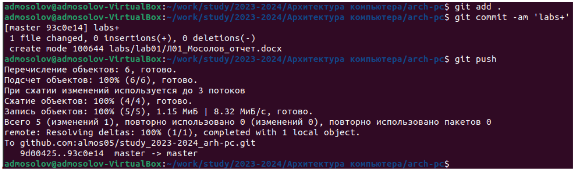 admosolov@admosolov-VirtualBox:~/work/study/2023-2024/Архитектура компьютера/arch-pc$ git add .
admosolov@admosolov-VirtualBox:~/work/study/2023-2024/Архитектура компьютера/arch-pc$ git commit -am 'labs+'
[master 93c0e14] labs+
 1 file changed, 0 insertions(+), 0 deletions(-)
 create mode 100644 labs/lab01/Л01_Мосолов_отчет.docx
admosolov@admosolov-VirtualBox:~/work/study/2023-2024/Архитектура компьютера/arch-pc$ git push
Перечисление объектов: 6, готово.
Подсчет объектов: 100% (6/6), готово.
При сжатии изменений используется до 3 потоков
Сжатие объектов: 100% (4/4), готово.
Запись объектов: 100% (5/5), 1.15 МиБ | 8.32 МиБ/с, готово.
Всего 5 (изменений 1), повторно использовано 0 (изменений 0), повторно использовано пакетов 0
remote: Resolving deltas: 100% (1/1), completed with 1 local object.
To github.com:almos05/study_2023-2024_arh-pc.git
   9d00425..93c0e14  master -> master
admosolov@admosolov-VirtualBox:~/work/study/2023-2024/Архитектура компьютера/arch-pc$